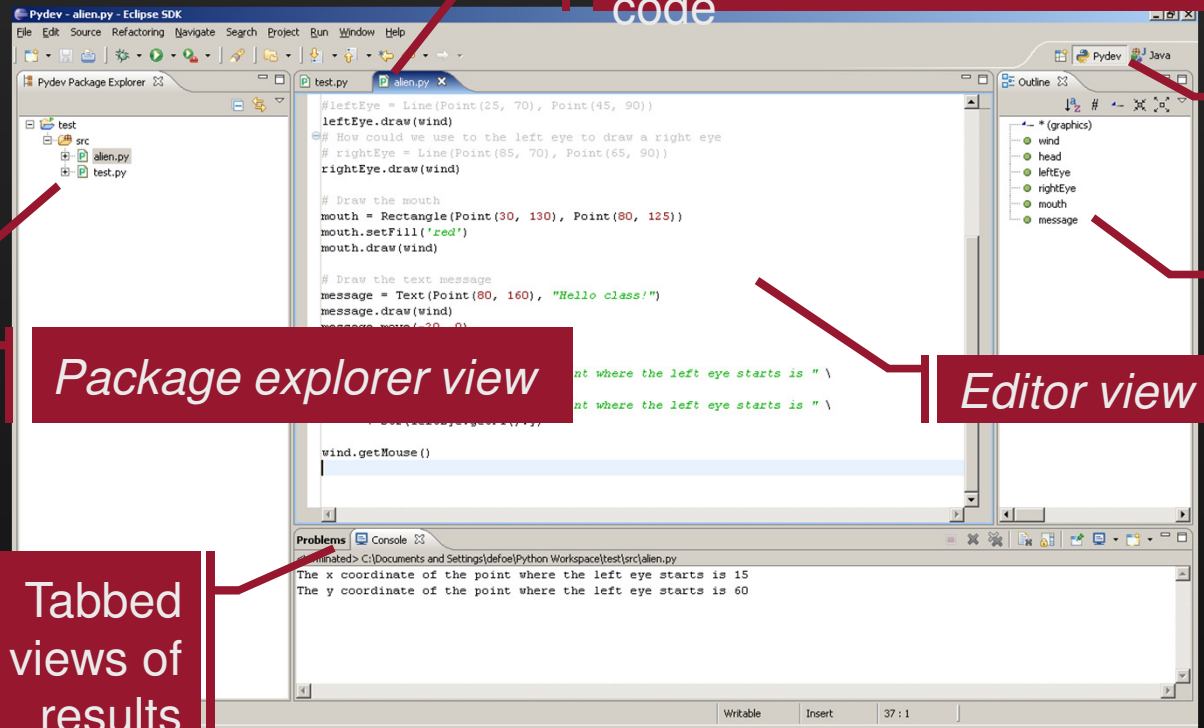 code
Pydev - alien.py - Eclipse SDK
File Edit Source Refactoring Navigate Search Project Run Window Help
Pydev Java
Pydev Package Explorer
test
src
alien.py
test.py
test.py alien.py
#leftEye = Line(Point(25, 70), Point(45, 90))
leftEye.draw(wind)
# How could we use to the left eye to draw a right eye
# rightEye = Line(Point(85, 70), Point(65, 90))
rightEye.draw(wind)
# Draw the mouth
mouth = Rectangle(Point(30, 130), Point(80, 125))
mouth.setFill('red')
mouth.draw(wind)
# Draw the text message
message = Text(Point(80, 160), "Hello class!")
message.draw(wind)
message.move(-20, 0)
nt where the left eye starts is " \
nt where the left eye starts is " \
wind.getMouse()
Outline
* (graphics)
wind
head
leftEye
rightEye
mouth
message
Package explorer view
Editor view
Problems Console
<terminated> C:\Documents and Settings\defoe\Python Workspace\test\src\alien.py
The x coordinate of the point where the left eye starts is 15
The y coordinate of the point where the left eye starts is 60
Tabbed
views of
results
Writable Insert 37 : 1